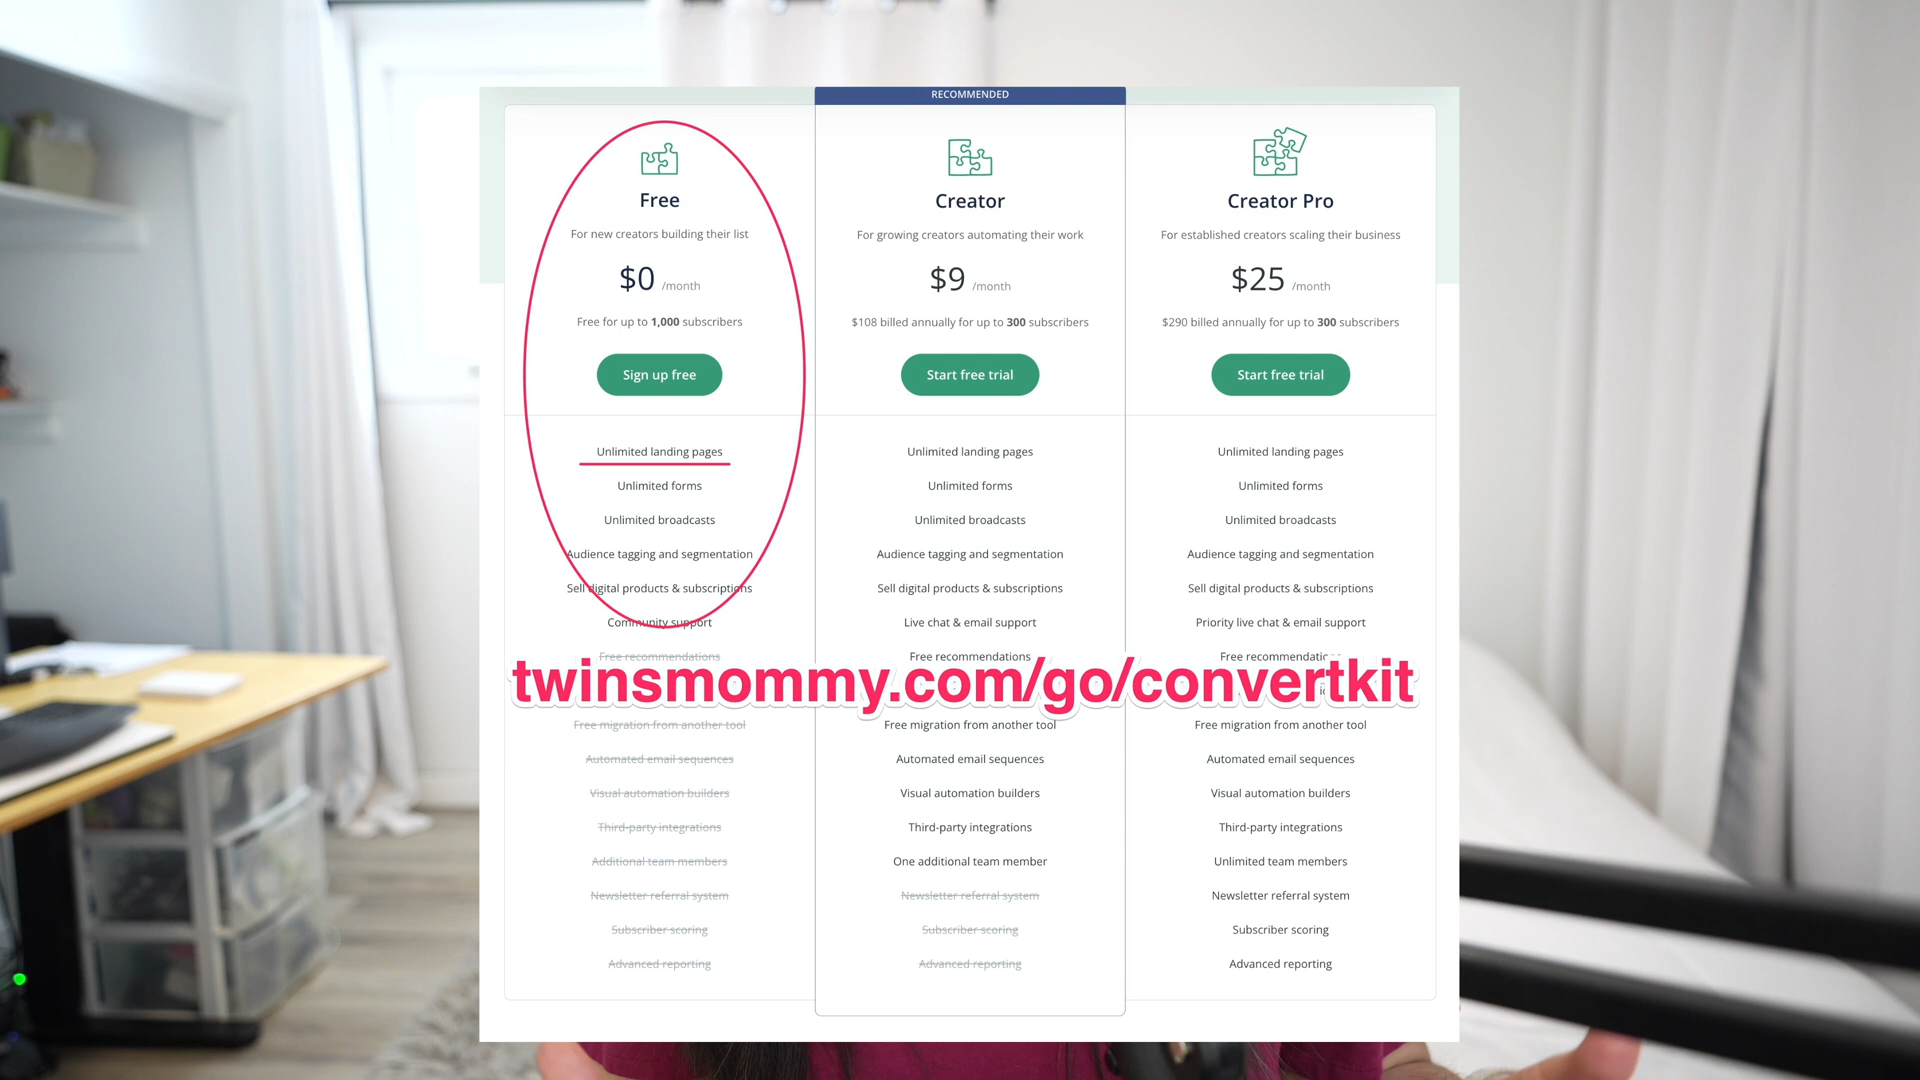 RECOMMENDED
Free
For new creators building their list
$0 /month
Free for up to 1,000 subscribers
Sign up free
Unlimited landing pages
Unlimited forms
Unlimited broadcasts
Audience tagging and segmentation
Sell digital products & subscriptions
Community support
Free recommendations
Free migration from another tool
Automated email sequences
Visual automation builders
Third-party integrations
Additional team members
Newsletter referral system
Subscriber scoring
Advanced reporting
Creator
For growing creators automating their work
$9 /month
$108 billed annually for up to 300 subscribers
Start free trial
Unlimited landing pages
Unlimited forms
Unlimited broadcasts
Audience tagging and segmentation
Sell digital products & subscriptions
Live chat & email support
Free recommendations
Free migration from another tool
Automated email sequences
Visual automation builders
Third-party integrations
One additional team member
Newsletter referral system
Subscriber scoring
Advanced reporting
Creator Pro
For established creators scaling their business
$25 /month
$290 billed annually for up to 300 subscribers
Start free trial
Unlimited landing pages
Unlimited forms
Unlimited broadcasts
Audience tagging and segmentation
Sell digital products & subscriptions
Priority live chat & email support
Free recommendations
Free migration from another tool
Automated email sequences
Visual automation builders
Third-party integrations
Unlimited team members
Newsletter referral system
Subscriber scoring
Advanced reporting
twinsmommy.com/go/convertkit